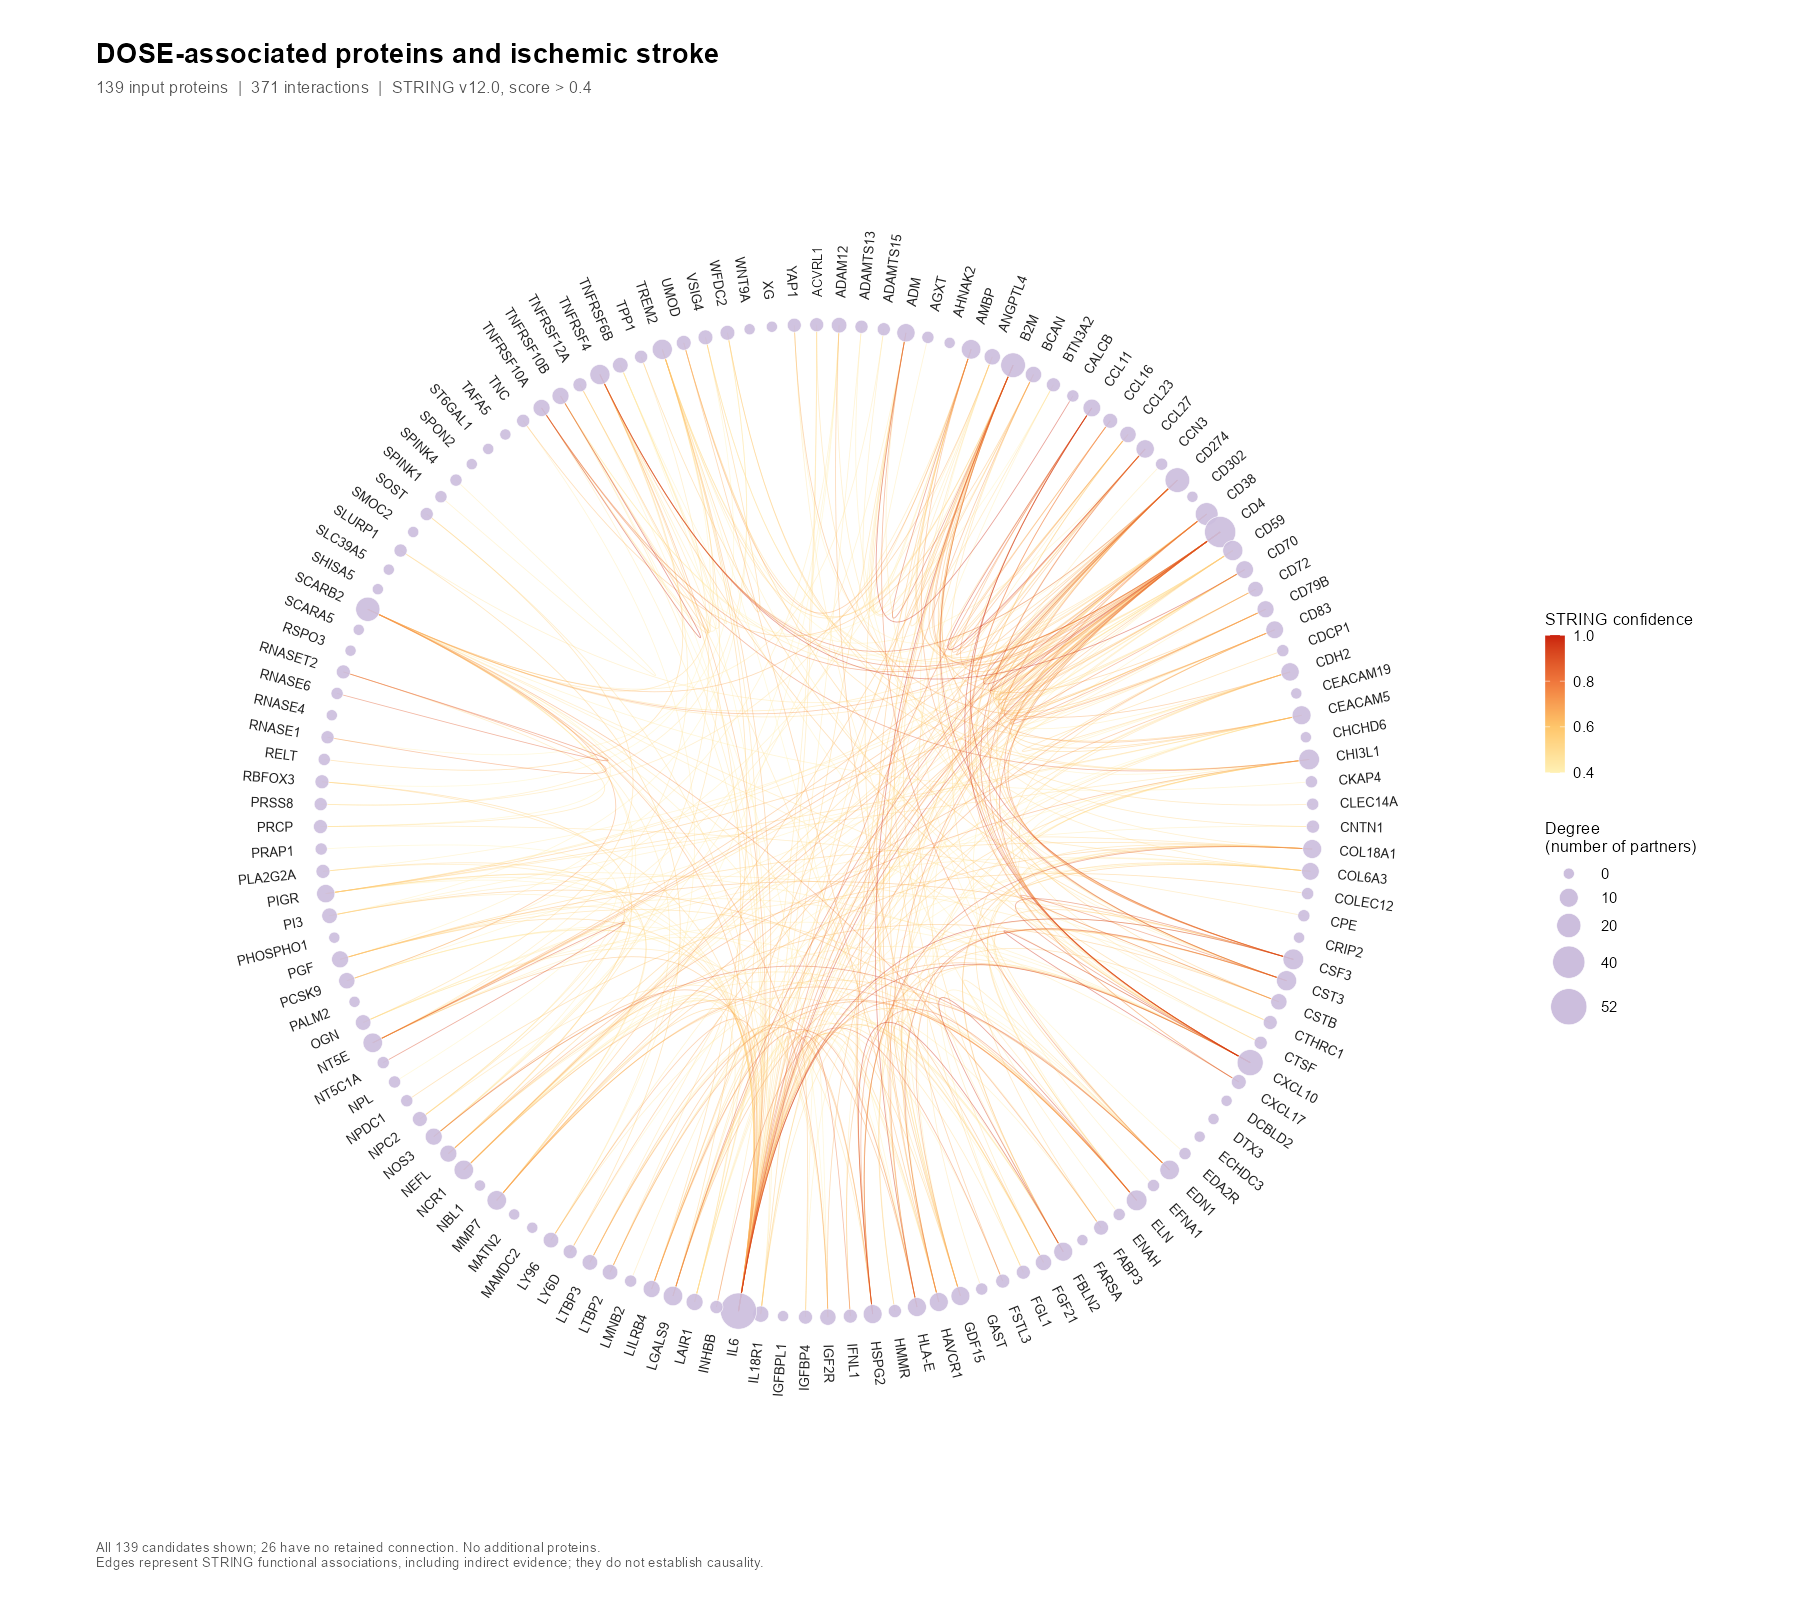 DOSE-associated proteins and ischemic stroke
139 input proteins | 371 interactions | STRING v12.0, score > 0.4
ACVRL1
ADAM12
ADAMTS13
ADAMTS15
ADM
AGXT
AHNAK2
AMBP
ANGPTL4
B2M
BCAN
BTN3A2
CALCB
CCL11
CCL16
CCL23
CCL27
CCN3
CD274
CD302
CD38
CD4
CD59
CD70
CD72
CD79B
CD83
CDCP1
CDH2
CEACAM19
CEACAM5
CHCHD6
CHI3L1
CKAP4
CLEC14A
CNTN1
COL18A1
COL6A3
COLEC12
CPE
CRIP2
CSF3
CST3
CSTB
CTHRC1
CTSF
CXCL10
CXCL17
DCBLD2
DTX3
ECHDC3
EDA2R
EDN1
EFNA1
ELN
ENAH
FABP3
FARSA
FBLN2
FGF21
FGL1
FSTL3
GAST
GDF15
HAVCR1
HLA-E
HMMR
HSPG2
IFNL1
IGF2R
IGFBP4
IGFBPL1
IL18R1
IL6
INHBB
LAIR1
LGALS9
LILRB4
LMNB2
LTBP2
LTBP3
LY6D
LY96
MAMDC2
MATN2
MMP7
NBL1
NCR1
NEFL
NOS3
NPC2
NPDC1
NPL
NT5C1A
NT5E
OGN
PALM2
PCSK9
PGF
PHOSPHO1
PI3
PIGR
PLA2G2A
PRAP1
PRCP
PRSS8
RBFOX3
RELT
RNASE1
RNASE4
RNASE6
RNASET2
RSPO3
SCARA5
SCARB2
SHISA5
SLC39A5
SLURP1
SMOC2
SOST
SPINK1
SPINK4
SPON2
ST6GAL1
TAFA5
TNC
TNFRSF10A
TNFRSF10B
TNFRSF12A
TNFRSF4
TNFRSF6B
TPP1
TREM2
UMOD
VSIG4
WFDC2
WNT9A
XG
YAP1
STRING confidence
1.0
0.8
0.6
0.4
Degree
(number of partners)
0
10
20
40
52
All 139 candidates shown; 26 have no retained connection. No additional proteins.
Edges represent STRING functional associations, including indirect evidence; they do not establish causality.